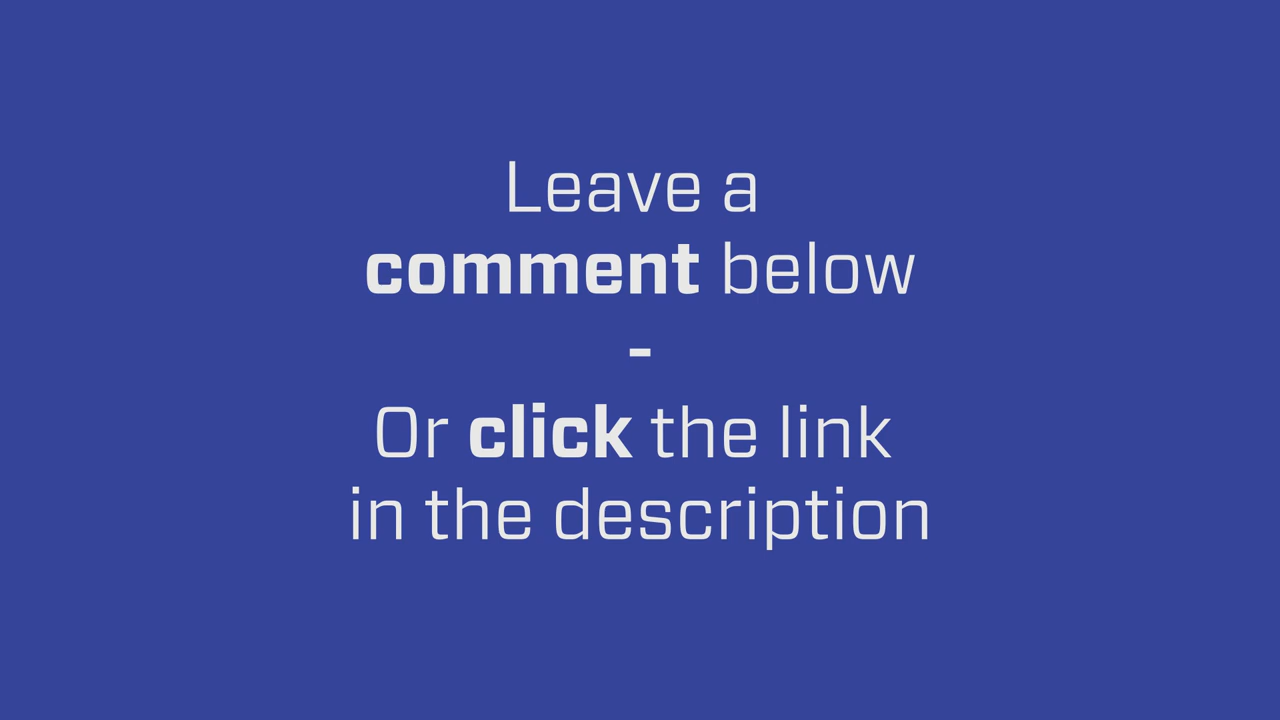 Leave a
comment below
-
Or click the link
in the description